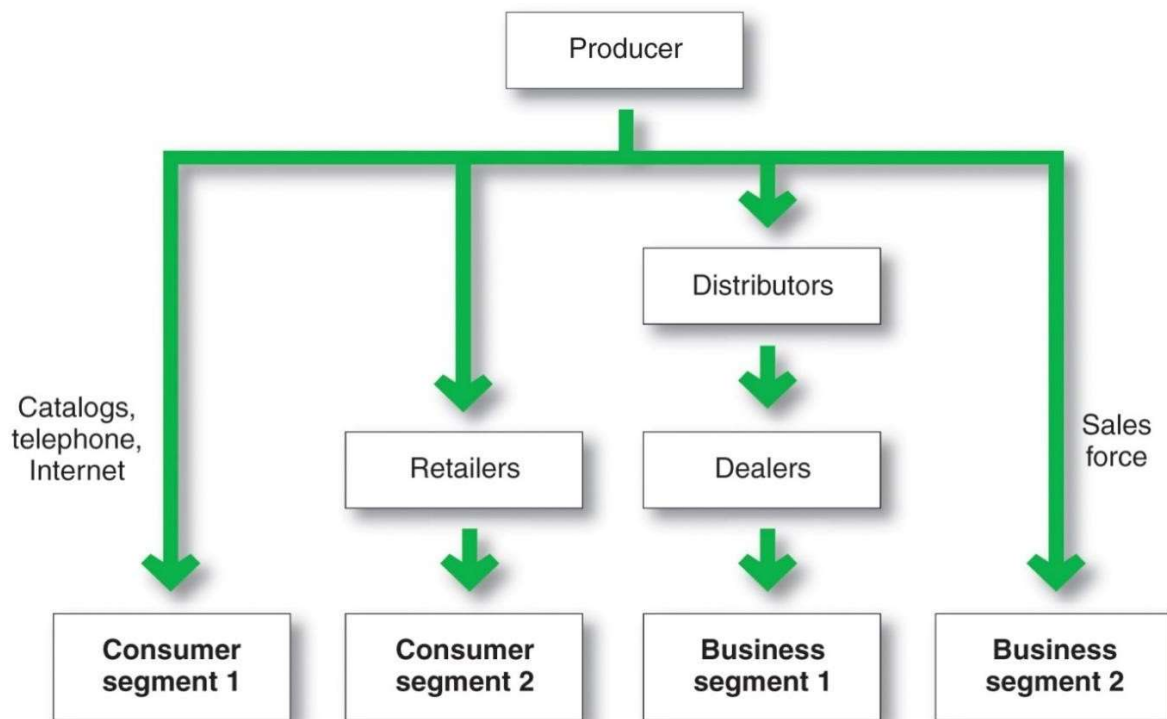 Producer
Distributors
Catalogs,
telephone,
Internet
Retailers
Dealers
Sales
force
Consumer
segment 1
Consumer
segment 2
Business
segment 1
Business
segment 2